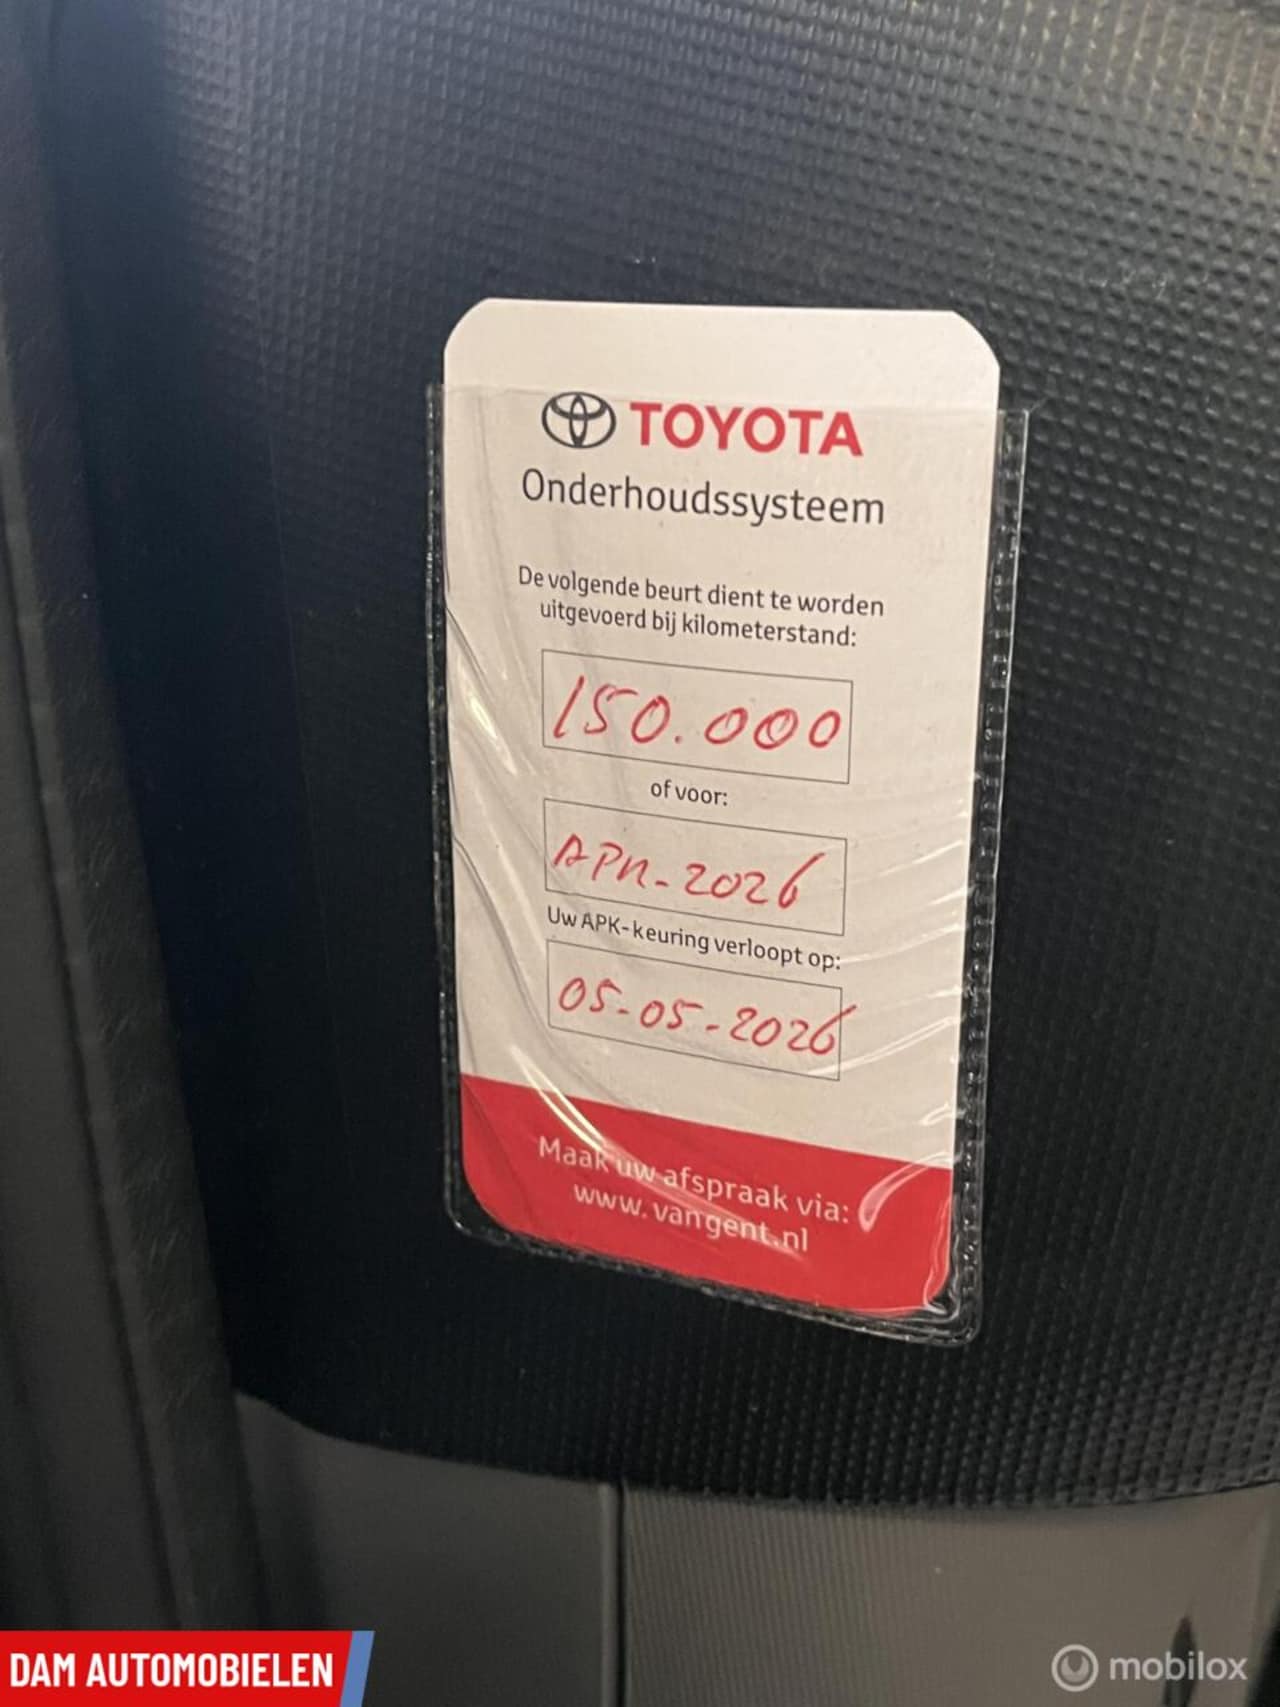 TOYOTA
Onderhoudssysteem
De volgende beurt dient te worden
uitgevoerd bij kilometerstand:
150.000
of voor:
APR-2026
Uw APK-keuring verloopt op:
05-05-2026
Maak uw afspraak via:
www.vangent.nl
DAM AUTOMOBIELEN
mobilox